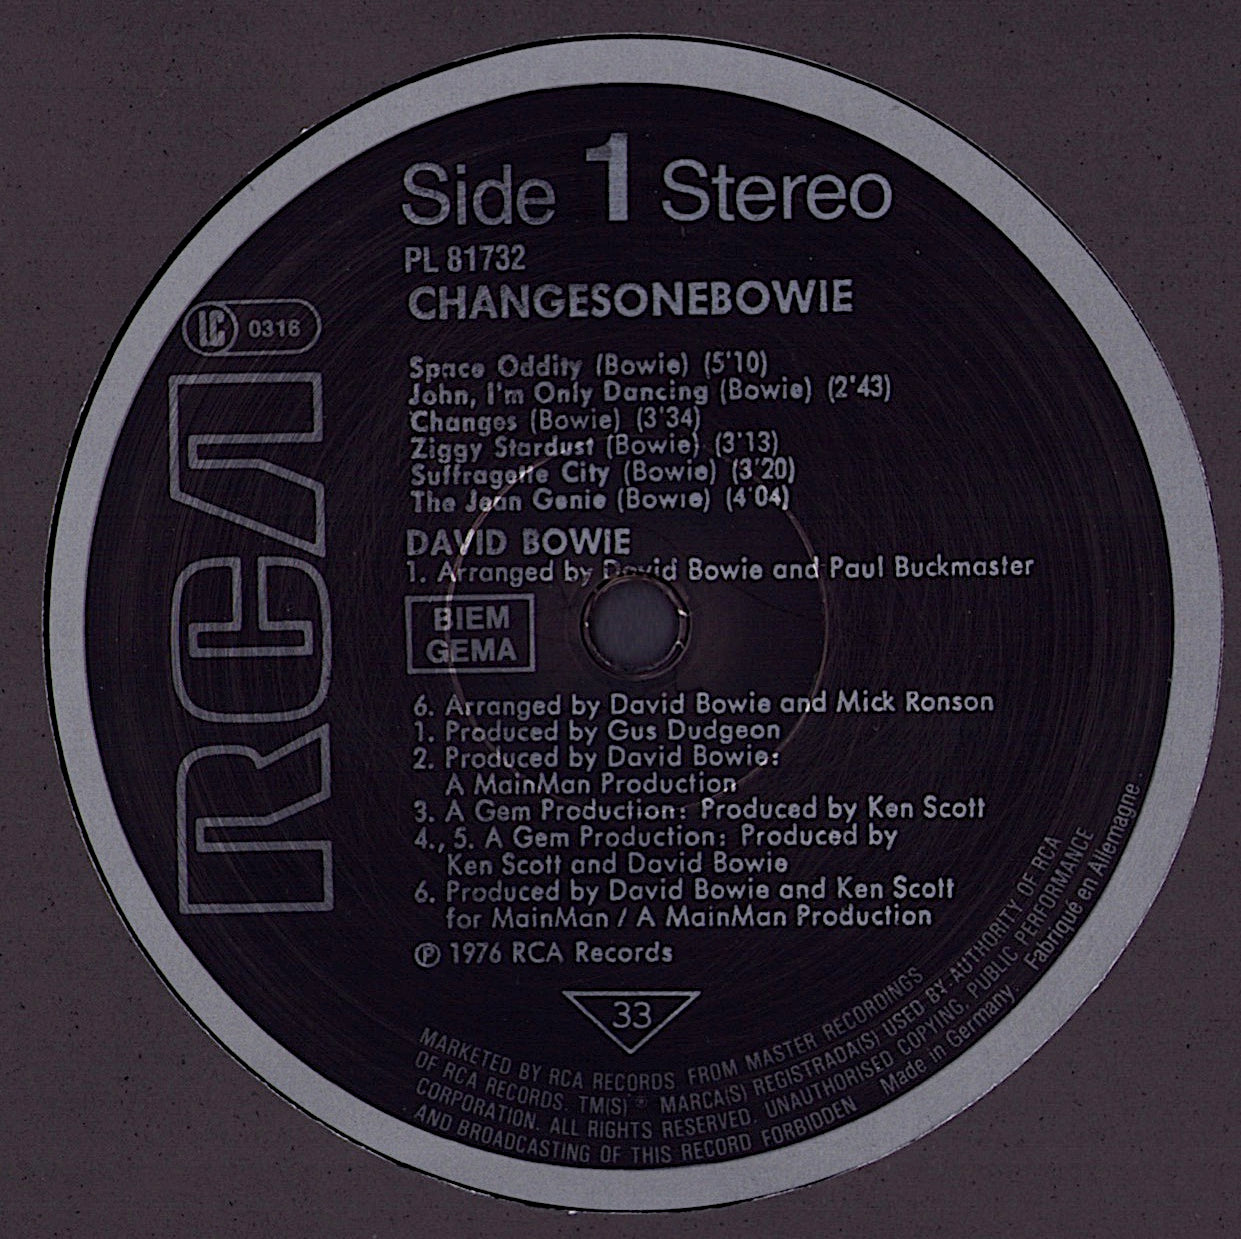 Side 1 Stereo
PL 81732
CHANGESONEBOWIE
LC 0316
RCA
Space Oddity (Bowie) (5'10)
John, I'm Only Dancing (Bowie) (2'43)
Changes (Bowie) (3'34)
Ziggy Stardust (Bowie) (3'13)
Suffragette City (Bowie) (3'20)
The Jean Genie (Bowie) (4'04)
DAVID BOWIE
1. Arranged by David Bowie and Paul Buckmaster
BIEM
GEMA
6. Arranged by David Bowie and Mick Ronson
1. Produced by Gus Dudgeon
2. Produced by David Bowie:
A MainMan Production
3. A Gem Production: Produced by Ken Scott
4., 5. A Gem Production: Produced by
Ken Scott and David Bowie
6. Produced by David Bowie and Ken Scott
for MainMan / A MainMan Production
℗ 1976 RCA Records
33
MARKETED BY RCA RECORDS FROM MASTER RECORDINGS
OF RCA RECORDS. TM(S) ® MARCA(S) REGISTRADA(S) USED BY AUTHORITY OF RCA
CORPORATION. ALL RIGHTS RESERVED. UNAUTHORISED COPYING, PUBLIC PERFORMANCE
AND BROADCASTING OF THIS RECORD FORBIDDEN Made in Germany. Fabriqué en Allemagne.